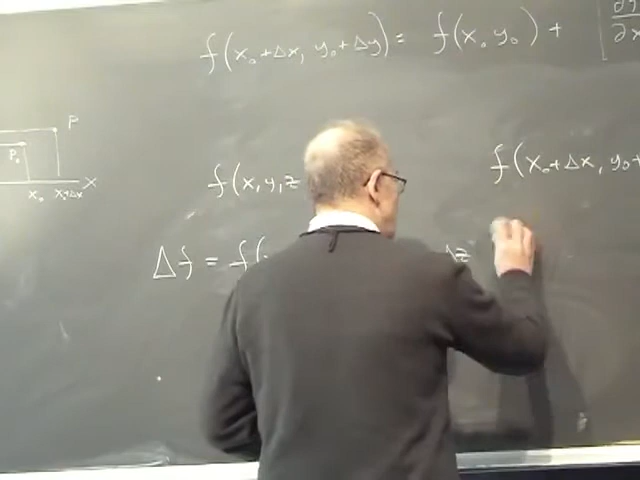 f(x₀+Δx, y₀+Δy) = f(x₀ y₀) + [∂f/∂x
P
P₀
x₀ x₀+Δx X
f(x,y,z
f(x₀+Δx, y₀+
Δf = f( Δz